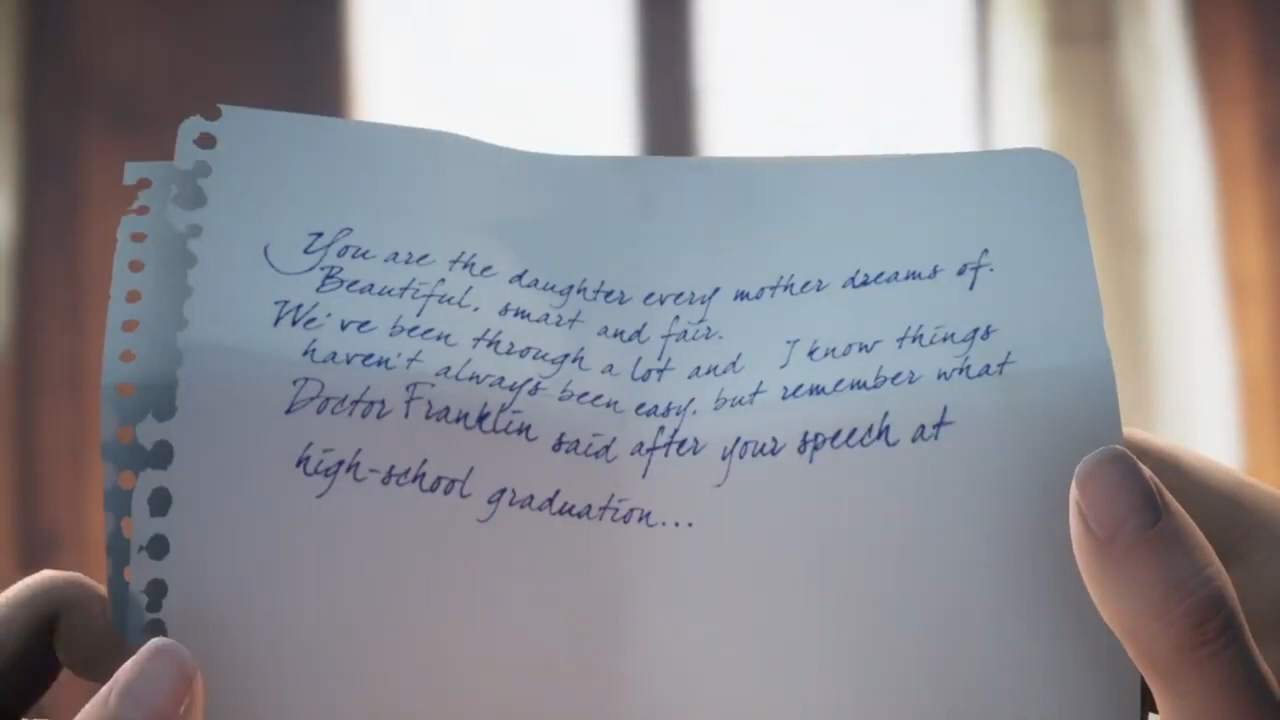 You are the daughter every mother dreams of.
Beautiful, smart and fair.
We've been through a lot and I know things
haven't always been easy, but remember what
Doctor Franklin said after your speech at
high-school graduation...